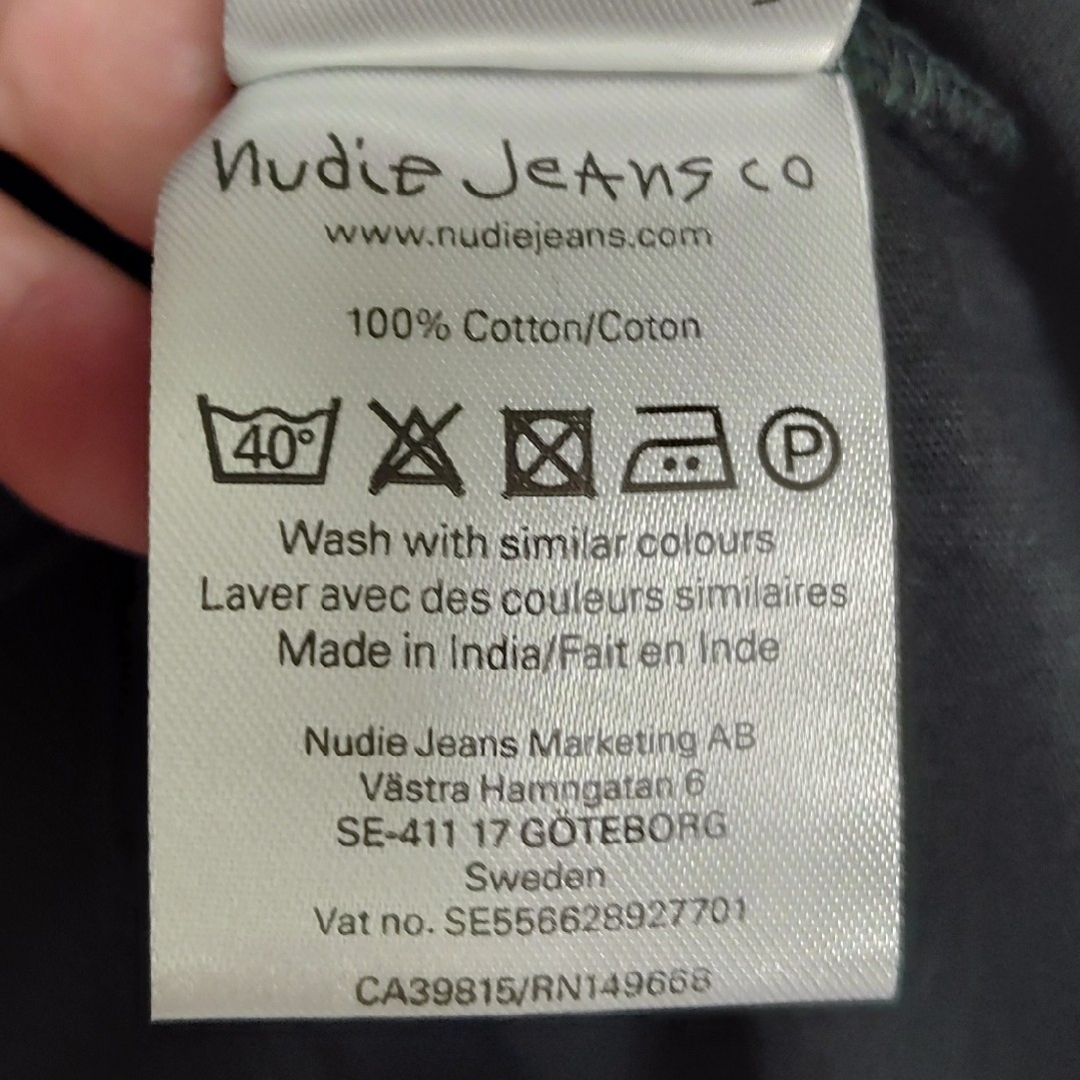 nudie Jeans co
www.nudiejeans.com
100% Cotton/Coton
40°
P
Wash with similar colours
Laver avec des couleurs similaires
Made in India/Fait en Inde
Nudie Jeans Marketing AB
Västra Hamngatan 6
SE-411 17 GÖTEBORG
Sweden
Vat no. SE556628927701
CA39815/RN149668